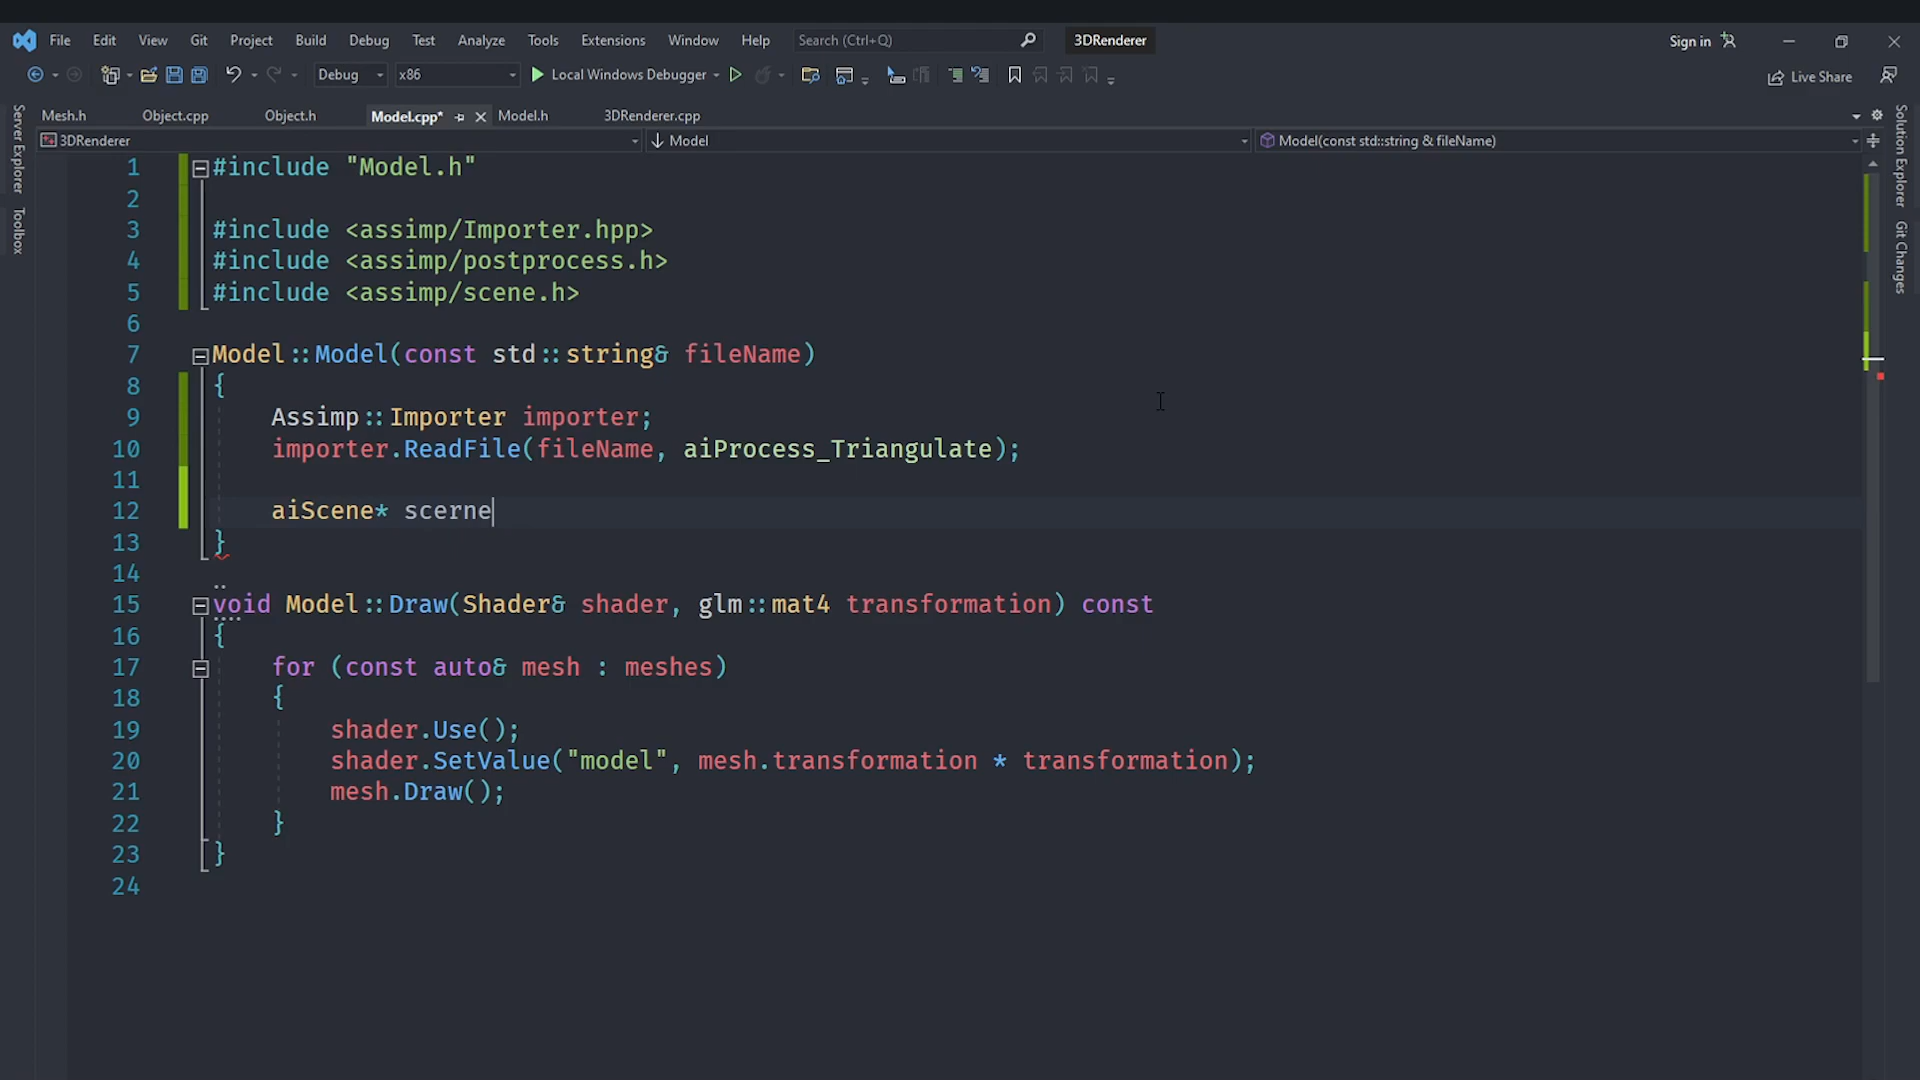 File Edit View Git Project Build Debug Test Analyze Tools Extensions Window Help Search (Ctrl+Q) 3DRenderer Sign in
Debug x86 Local Windows Debugger Live Share
Mesh.h Object.cpp Object.h Model.cpp* Model.h 3DRenderer.cpp
3DRenderer Model Model(const std::string & fileName)
Server Explorer
Toolbox
Solution Explorer
Git Changes
1 #include "Model.h"
2
3 #include <assimp/Importer.hpp>
4 #include <assimp/postprocess.h>
5 #include <assimp/scene.h>
6
7 Model::Model(const std::string& fileName)
8 {
9 Assimp::Importer importer;
10 importer.ReadFile(fileName, aiProcess_Triangulate);
11
12 aiScene* scerne
13 }
14
15 void Model::Draw(Shader& shader, glm::mat4 transformation) const
16 {
17 for (const auto& mesh : meshes)
18 {
19 shader.Use();
20 shader.SetValue("model", mesh.transformation * transformation);
21 mesh.Draw();
22 }
23 }
24